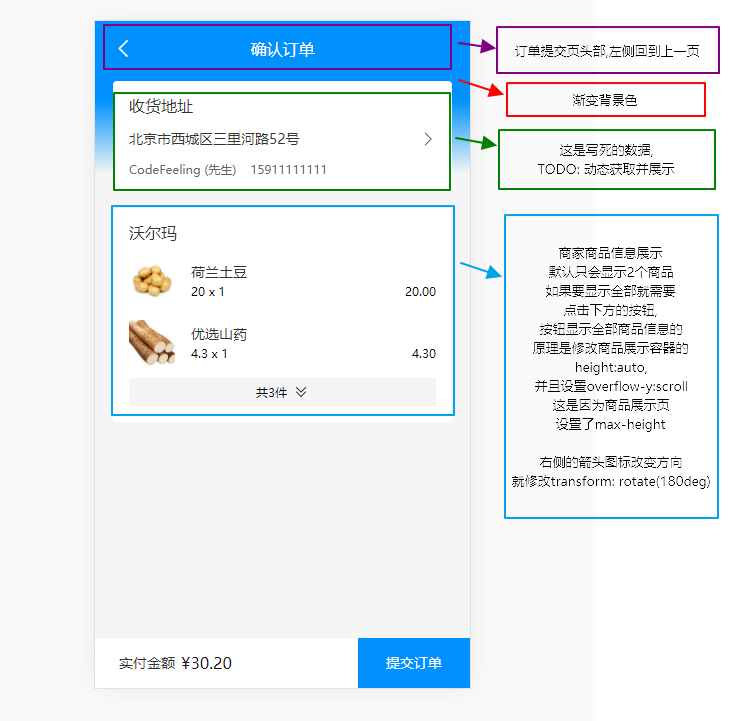 确认订单
订单提交页头部,左侧回到上一页
渐变背景色
收货地址
北京市西城区三里河路52号
CodeFeeling (先生) 15911111111
这是写死的数据,
TODO: 动态获取并展示
沃尔玛
荷兰土豆
20 x 1 20.00
优选山药
4.3 x 1 4.30
共3件
商家商品信息展示
默认只会显示2个商品
如果要显示全部就需要
点击下方的按钮,
按钮显示全部商品信息的
原理是修改商品展示容器的
height:auto,
并且设置overflow-y:scroll
这是因为商品展示页
设置了max-height
右侧的箭头图标改变方向
就修改transform: rotate(180deg)
实付金额 ¥30.20
提交订单